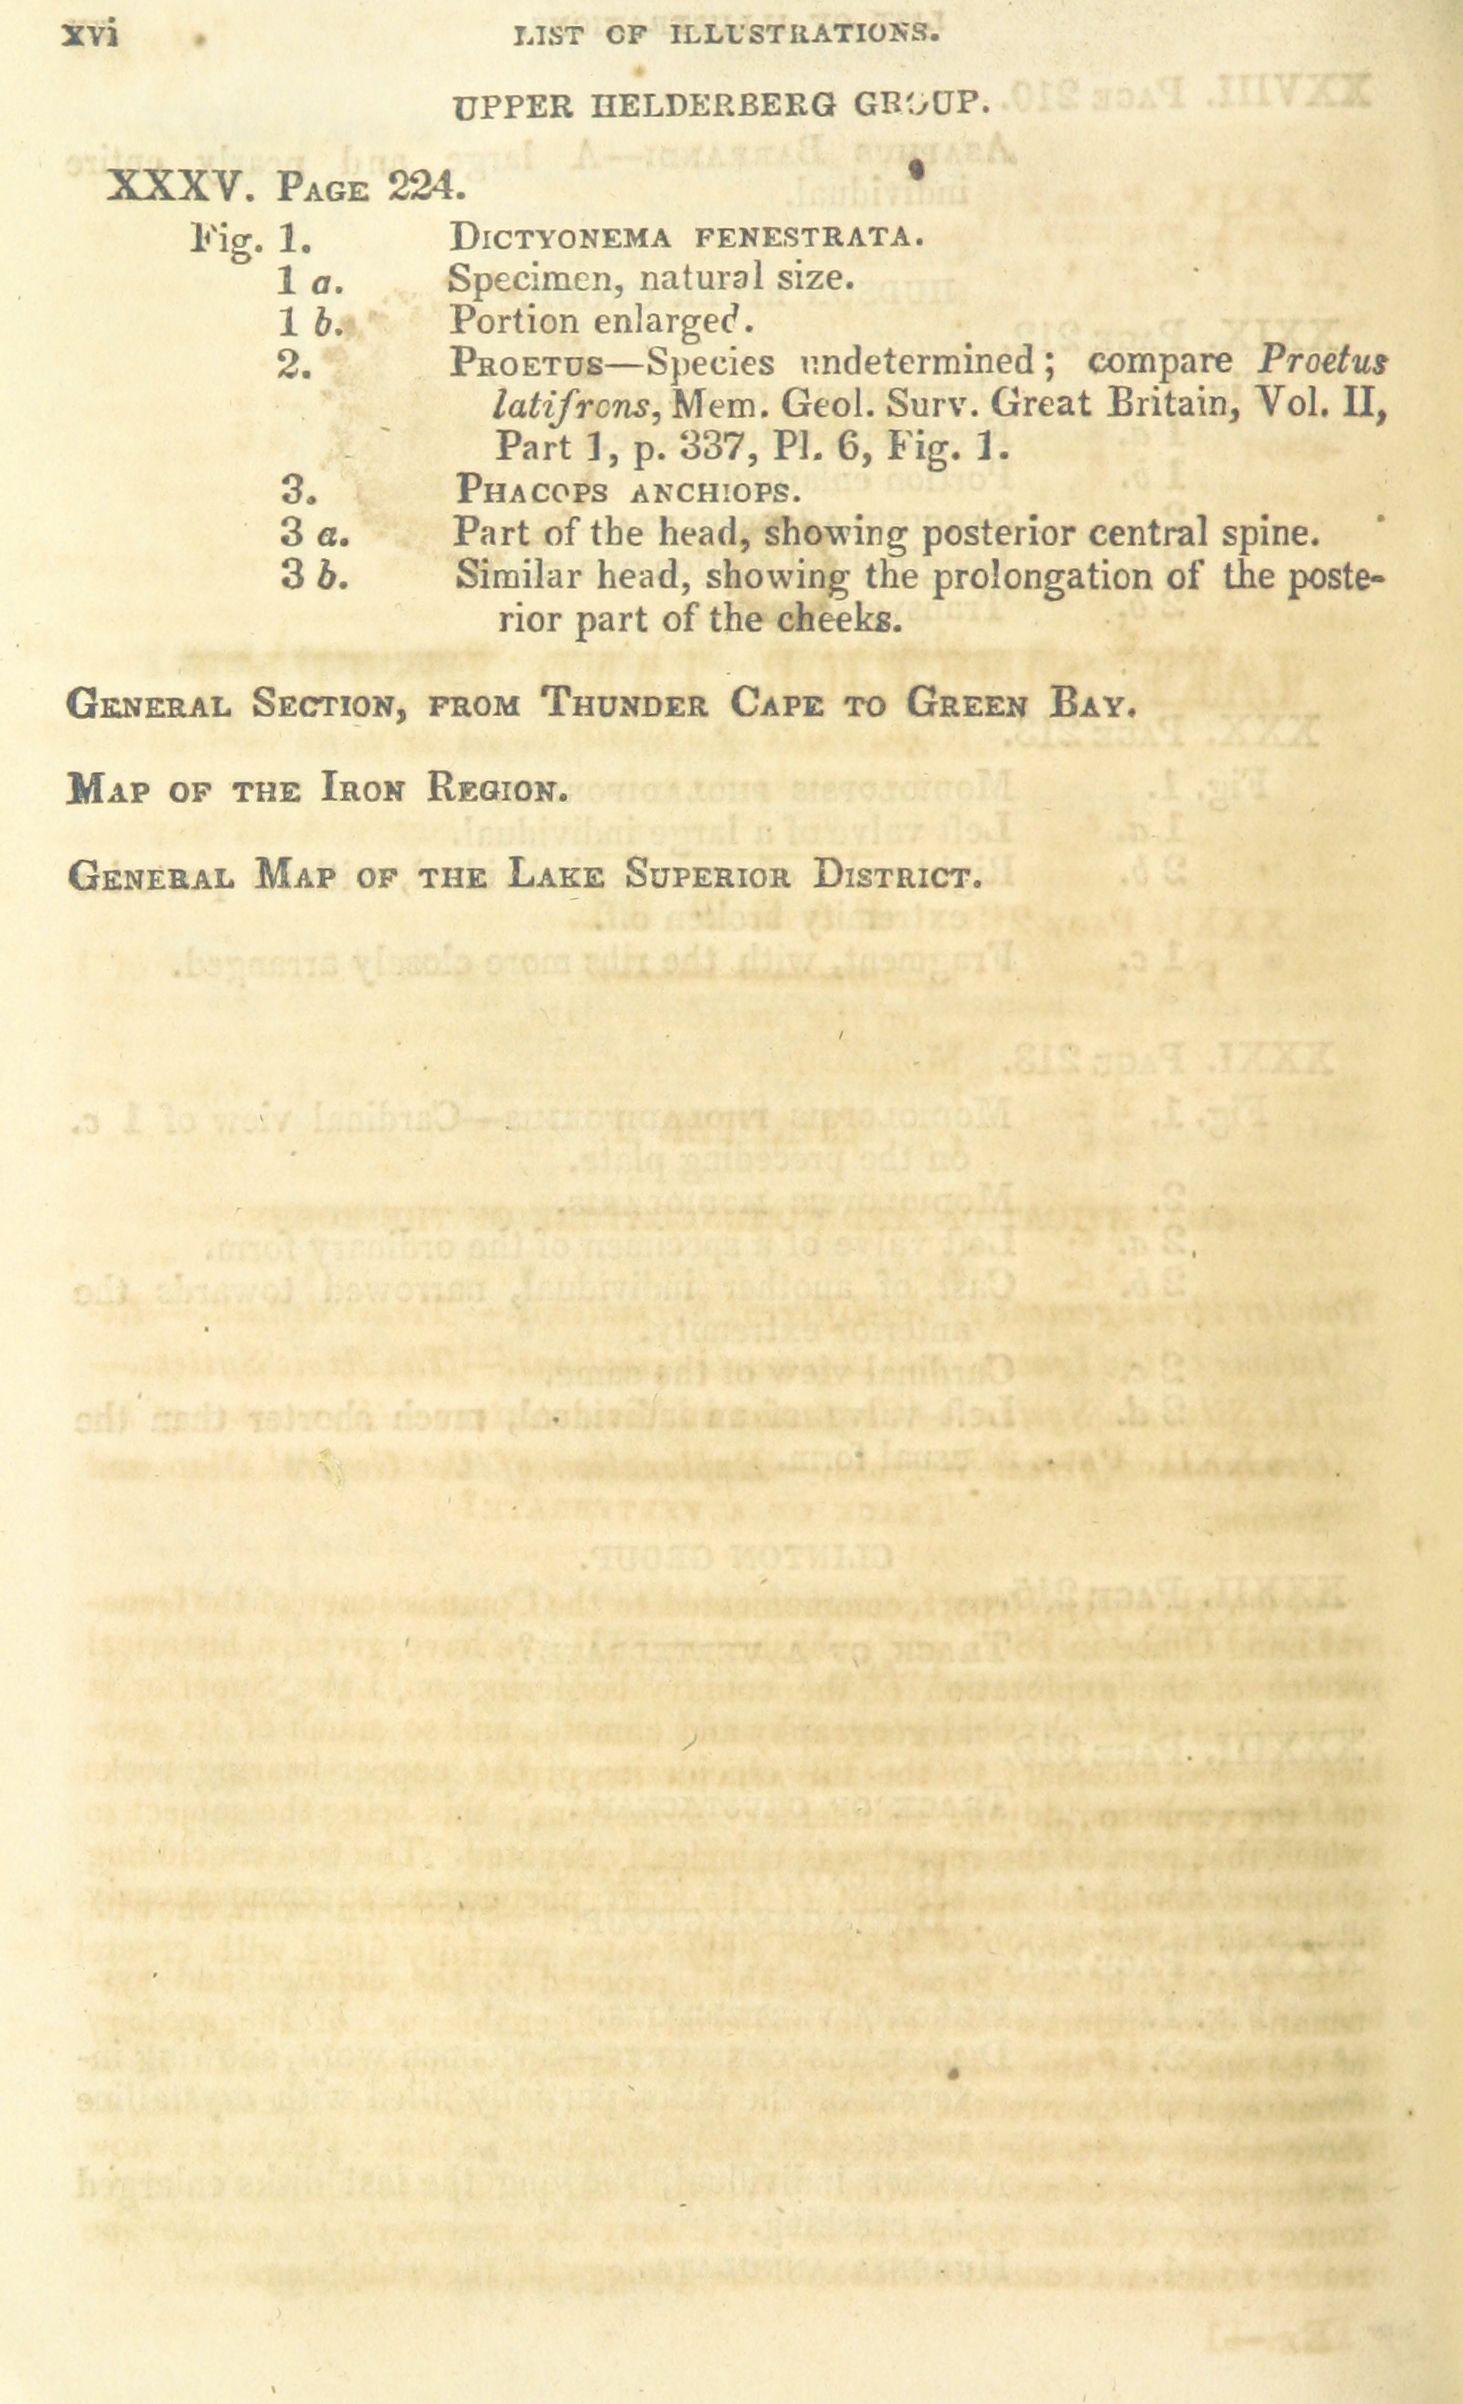 xvi LIST OF ILLUSTRATIONS.
UPPER HELDERBERG GROUP.
XXXV. PAGE 224.
Fig. 1. DICTYONEMA FENESTRATA.
1 a. Specimen, natural size.
1 b. Portion enlarged.
2. PROETUS—Species undetermined; compare Proetus
latifrons, Mem. Geol. Surv. Great Britain, Vol. II,
Part 1, p. 337, Pl. 6, Fig. 1.
3. PHACOPS ANCHIOPS.
3 a. Part of the head, showing posterior central spine.
3 b. Similar head, showing the prolongation of the poste-
rior part of the cheeks.
GENERAL SECTION, FROM THUNDER CAPE TO GREEN BAY.
MAP OF THE IRON REGION.
GENERAL MAP OF THE LAKE SUPERIOR DISTRICT.